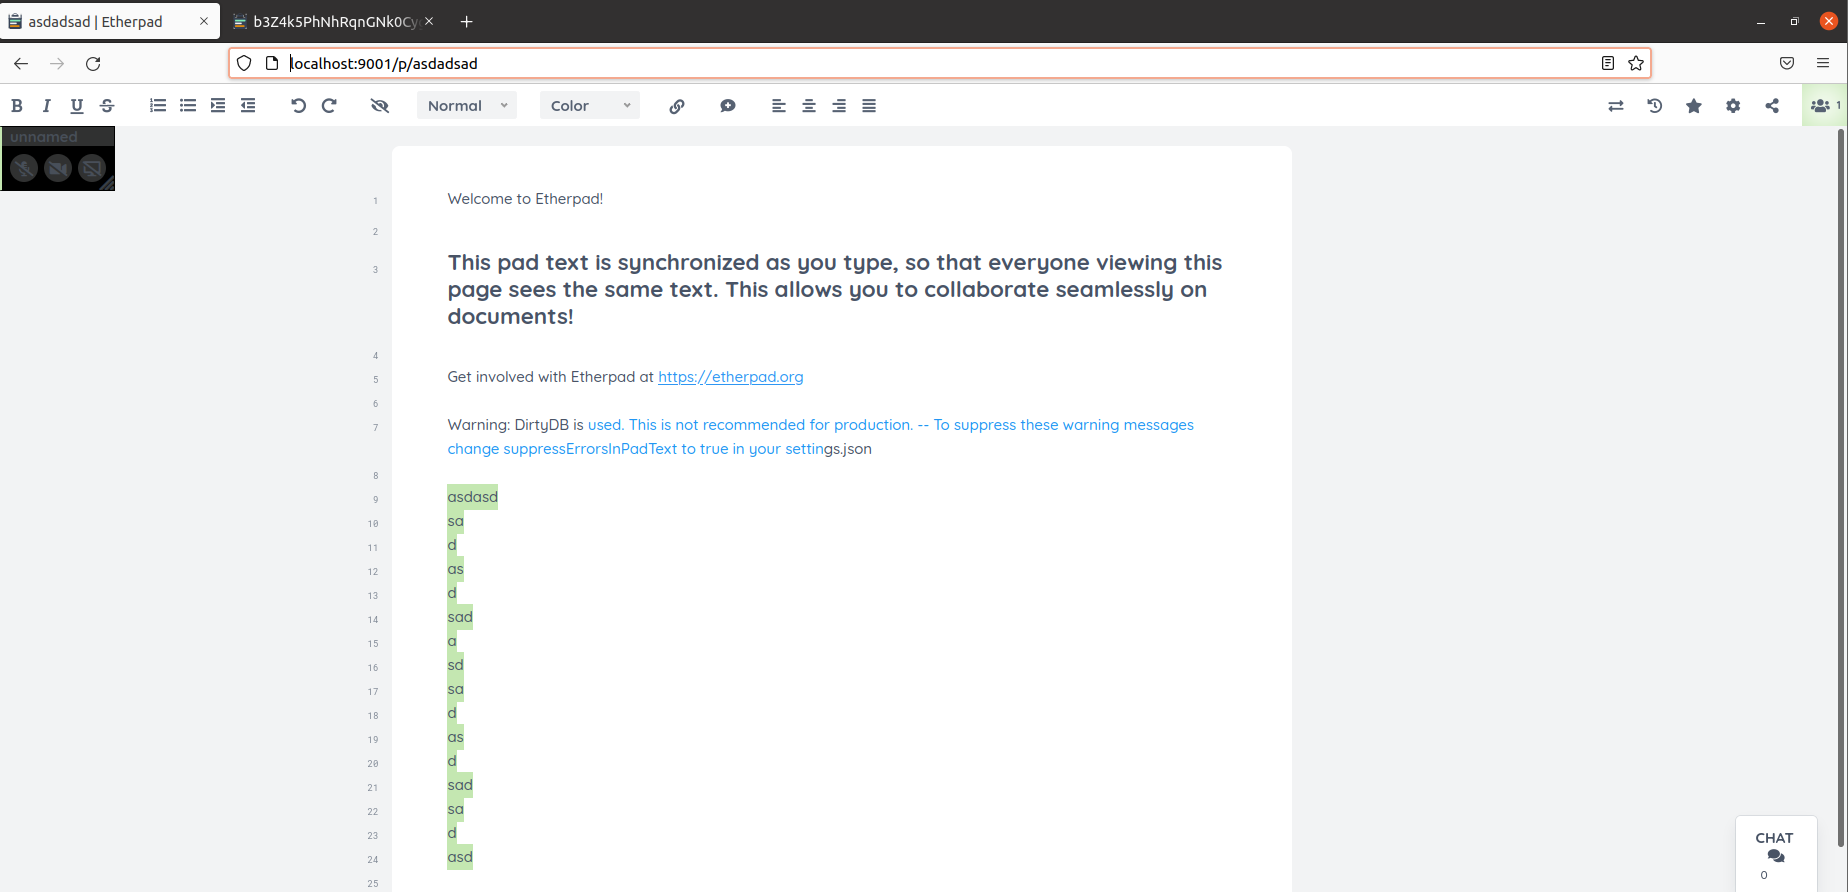 asdadsad | Etherpad
b3Z4k5PhNhRqnGNk0Cy
localhost:9001/p/asdadsad
B I U S Normal Color 1
unnamed
1 Welcome to Etherpad!
2
3 This pad text is synchronized as you type, so that everyone viewing this
page sees the same text. This allows you to collaborate seamlessly on
documents!
4
5 Get involved with Etherpad at https://etherpad.org
6
7 Warning: DirtyDB is used. This is not recommended for production. -- To suppress these warning messages
change suppressErrorsInPadText to true in your settings.json
8
9 asdasd
10 sa
11 d
12 as
13 d
14 sad
15 a
16 sd
17 sa
18 d
19 as
20 d
21 sad
22 sa
23 d
24 asd
25
CHAT
0